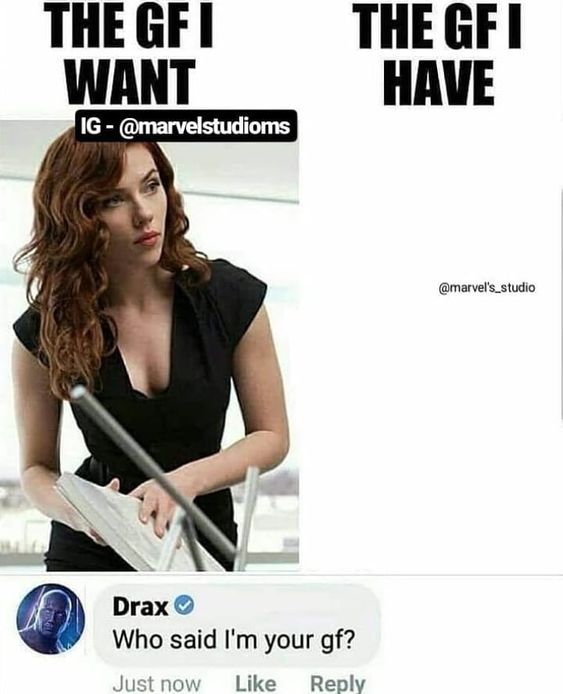 THE GF I
WANT
THE GF I
HAVE
IG - @marvelstudioms
@marvel's_studio
Drax
Who said I'm your gf?
Just now Like Reply